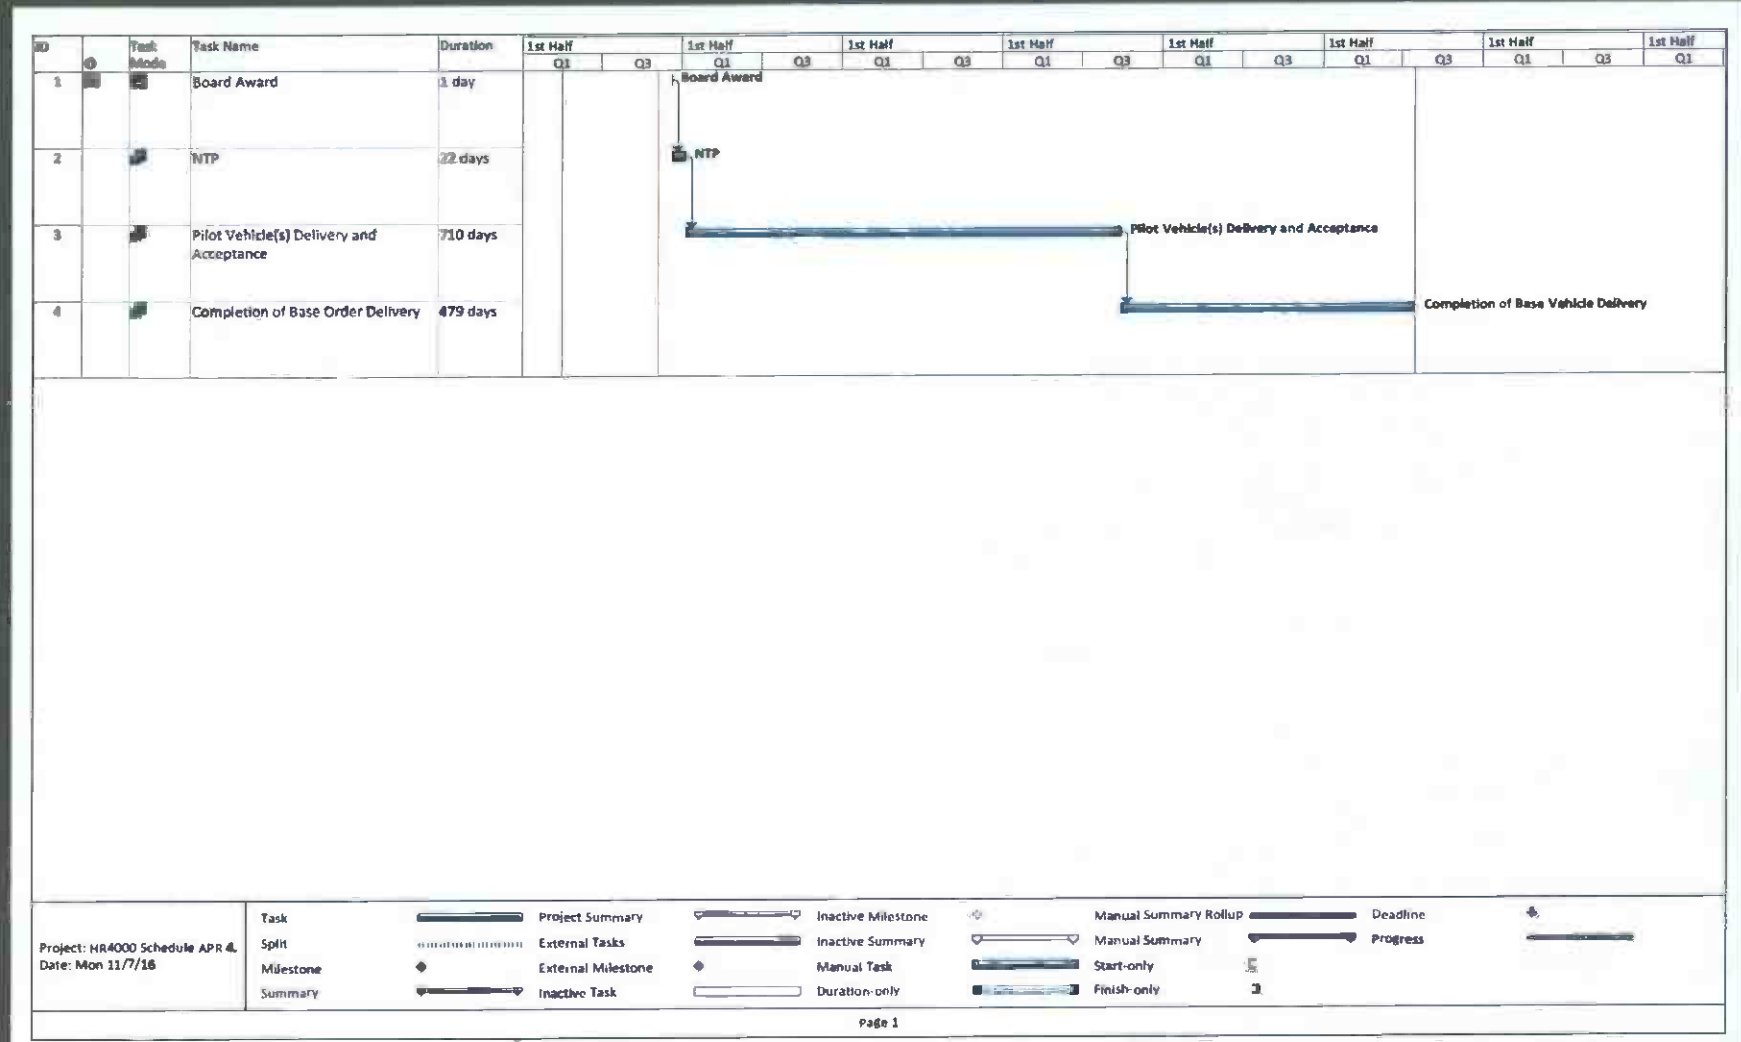 ID Task Task Name Duration 1st Half 1st Half 1st Half 1st Half 1st Half 1st Half 1st Half 1st Half
Mode Q1 Q3 Q1 Q3 Q1 Q3 Q1 Q3 Q1 Q3 Q1 Q3 Q1 Q3 Q1
1 Board Award 1 day Board Award
2 NTP 22 days NTP
3 Pilot Vehicle(s) Delivery and 710 days Pilot Vehicle(s) Delivery and Acceptance
Acceptance
4 Completion of Base Order Delivery 479 days Completion of Base Vehicle Delivery
Project: HR4000 Schedule APR 4.
Date: Mon 11/7/16
Task Project Summary Inactive Milestone Manual Summary Rollup Deadline
Split External Tasks Inactive Summary Manual Summary Progress
Milestone External Milestone Manual Task Start-only
Summary Inactive Task Duration-only Finish-only
Page 1